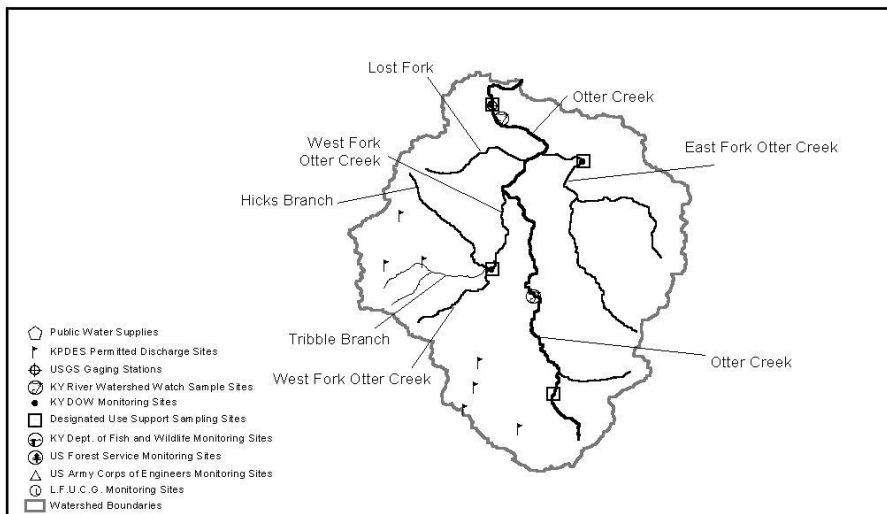 Lost Fork
Otter Creek
West Fork
Otter Creek
East Fork Otter Creek
Hicks Branch
Tribble Branch
West Fork Otter Creek
Otter Creek
Public Water Supplies
KPDES Permitted Discharge Sites
USGS Gaging Stations
KY River Watershed Watch Sample Sites
KY DOW Monitoring Sites
Designated Use Support Sampling Sites
KY Dept. of Fish and Wildlife Monitoring Sites
US Forest Service Monitoring Sites
US Army Corps of Engineers Monitoring Sites
L.F.U.C.G. Monitoring Sites
Watershed Boundaries